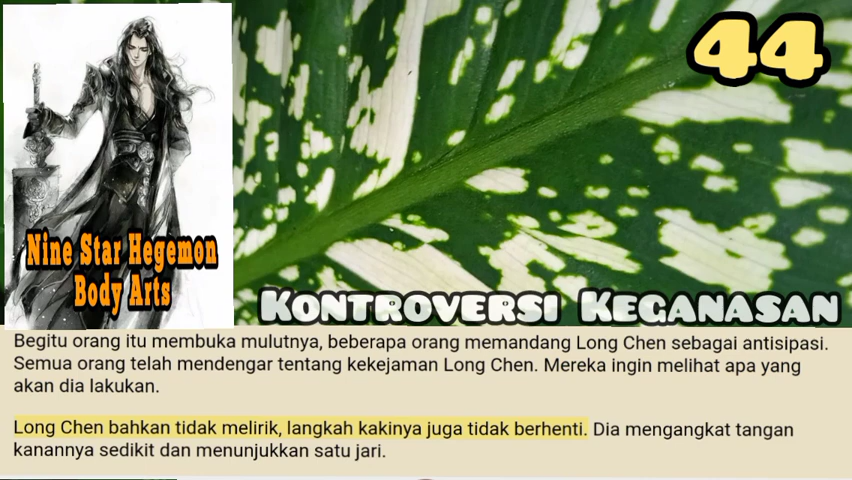 44
Nine Star Hegemon
Body Arts
Kontroversi Keganasan
Begitu orang itu membuka mulutnya, beberapa orang memandang Long Chen sebagai antisipasi.
Semua orang telah mendengar tentang kekejaman Long Chen. Mereka ingin melihat apa yang
akan dia lakukan.
Long Chen bahkan tidak melirik, langkah kakinya juga tidak berhenti. Dia mengangkat tangan
kanannya sedikit dan menunjukkan satu jari.